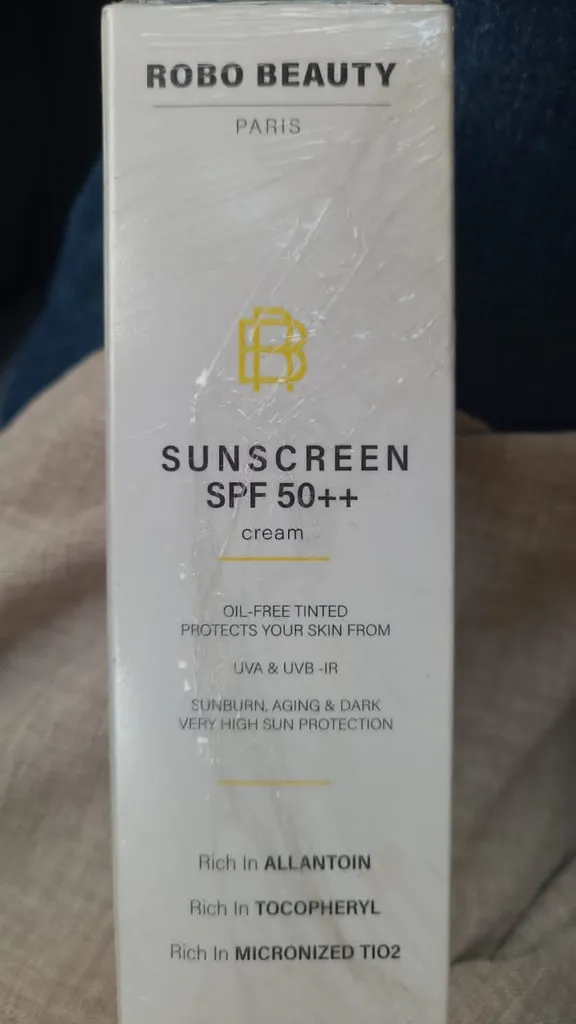 ROBO BEAUTY
PARIS
SUNSCREEN
SPF 50++
cream
OIL-FREE TINTED
PROTECTS YOUR SKIN FROM
UVA & UVB -IR
SUNBURN, AGING & DARK
VERY HIGH SUN PROTECTION
Rich In ALLANTOIN
Rich In TOCOPHERYL
Rich In MICRONIZED TIO2